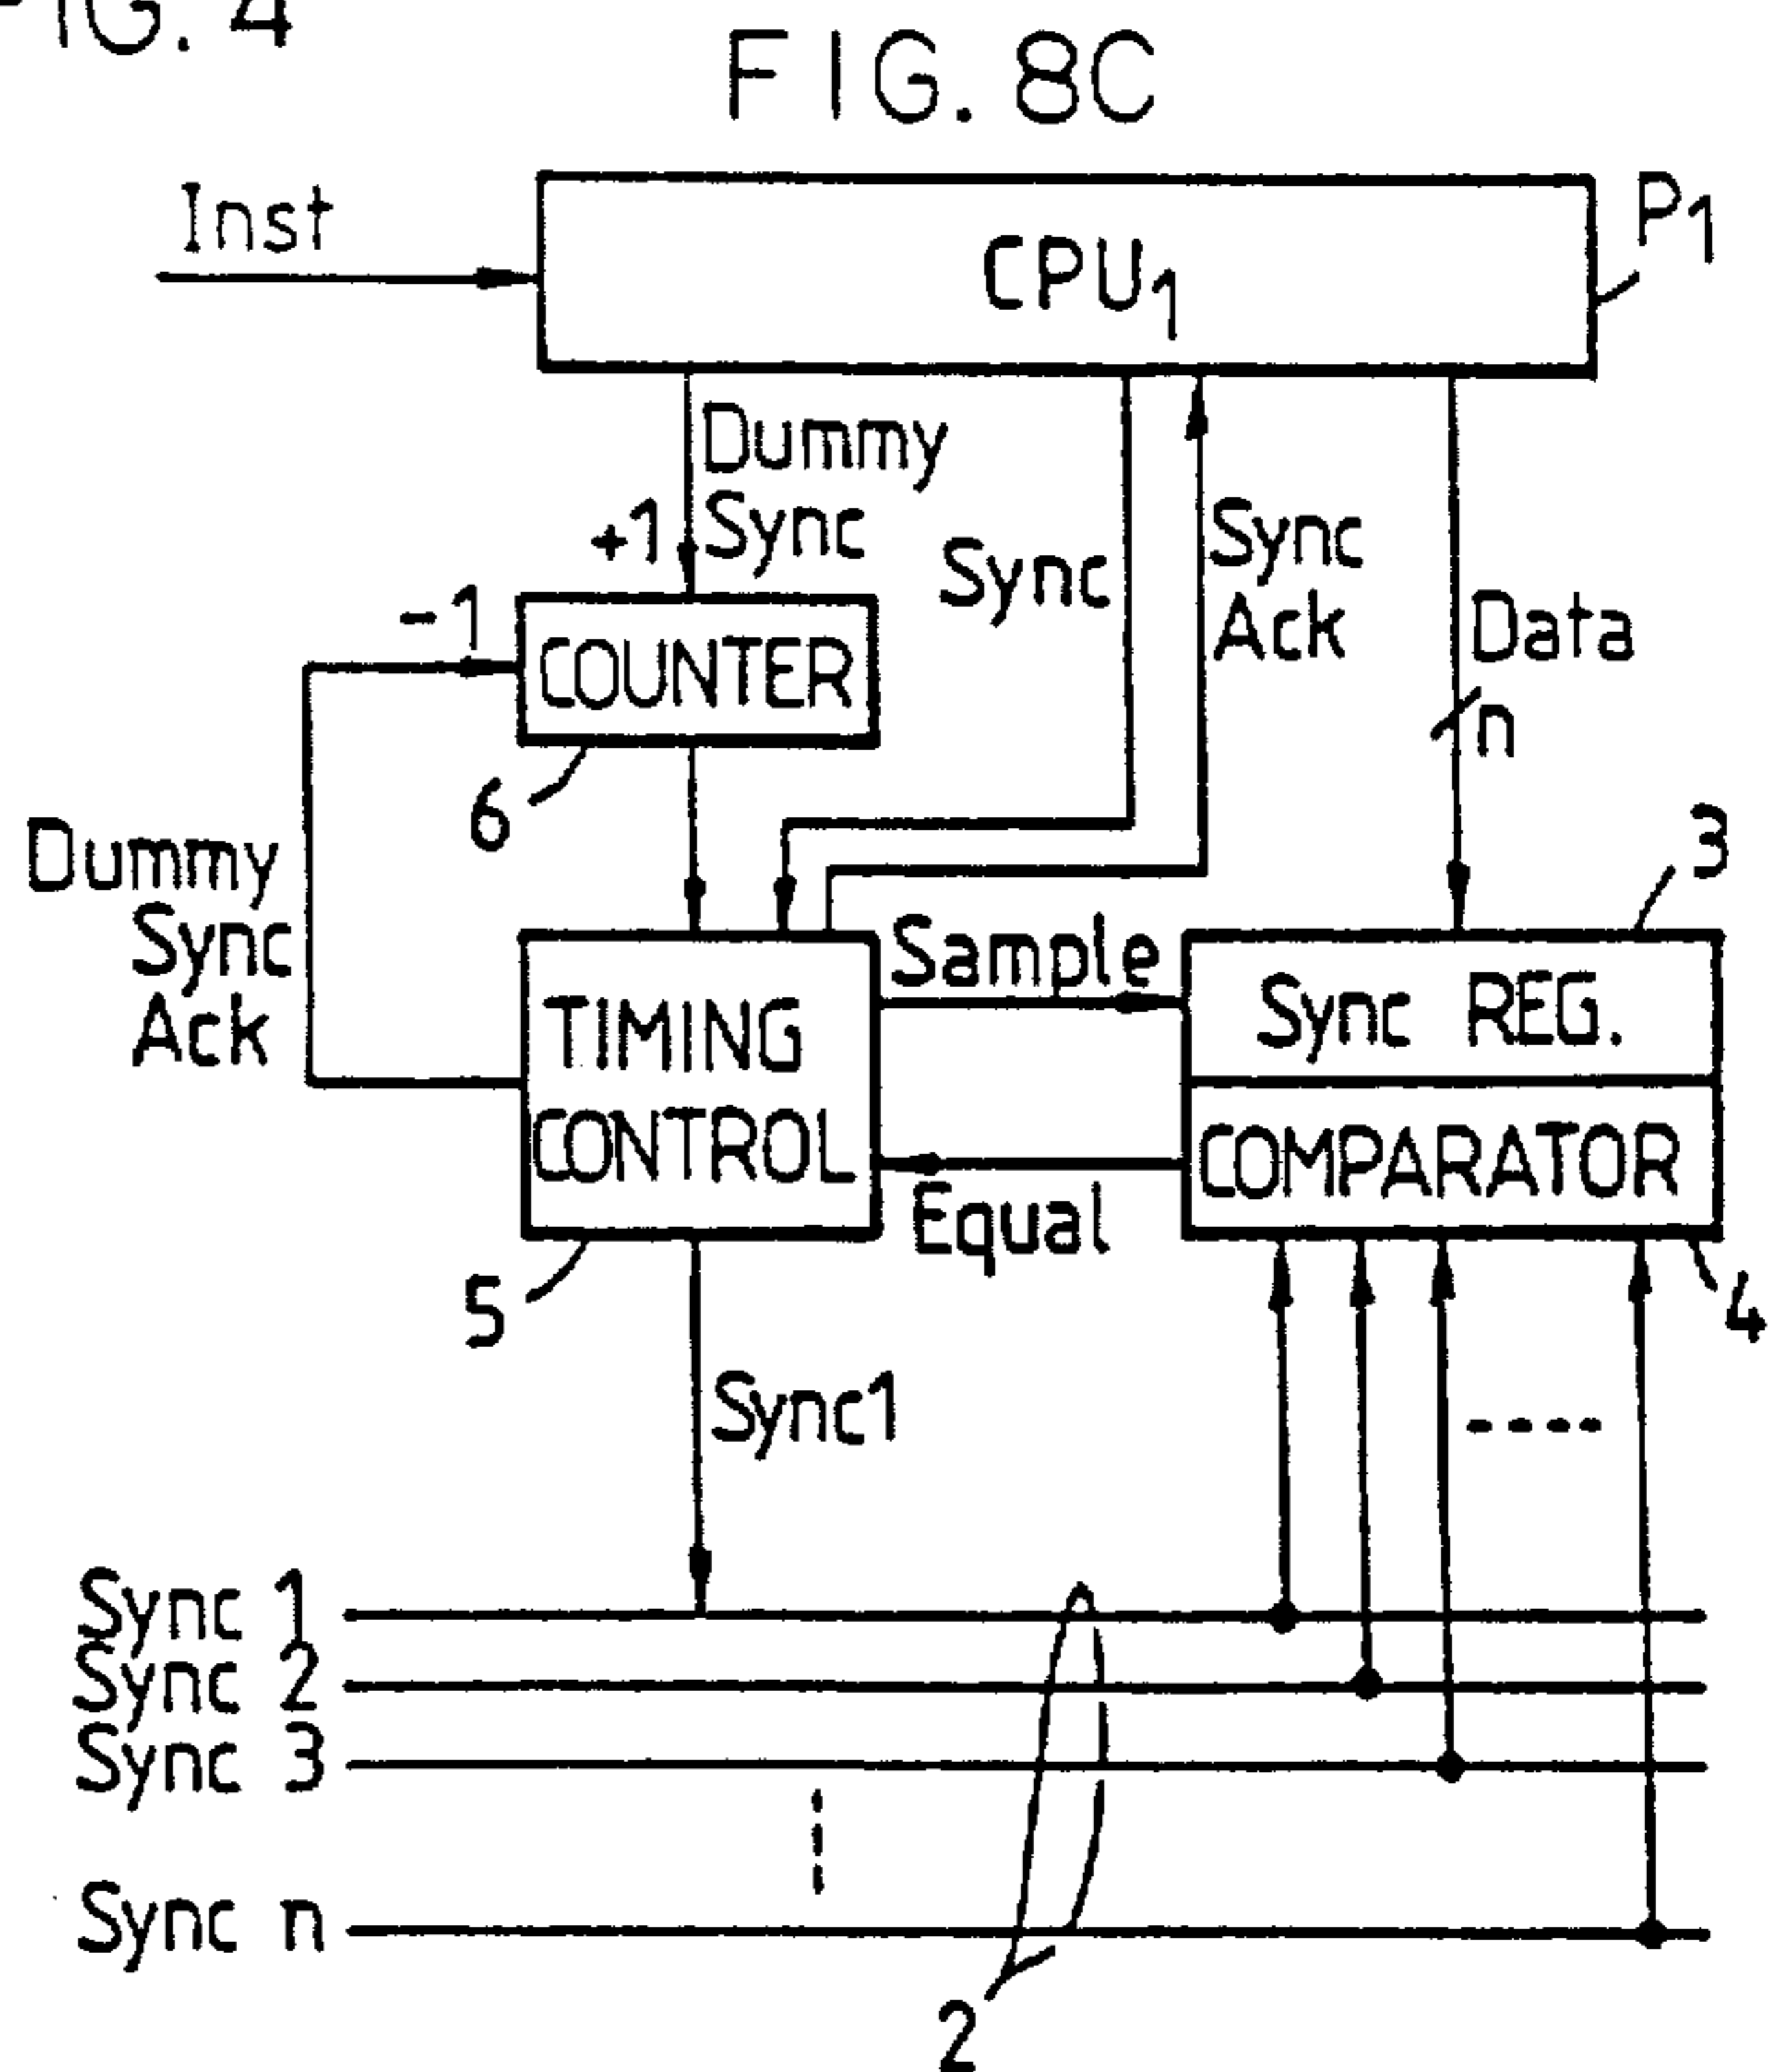 FIG. 4
FIG. 8C
Inst
CPU1
P1
Dummy
Sync
+1
-1
Sync
Sync
Ack
Data
n
COUNTER
6
Dummy
Sync
Ack
3
Sample
Sync REG.
TIMING
CONTROL
COMPARATOR
Equal
5
4
Sync1
Sync 1
Sync 2
Sync 3
Sync n
2